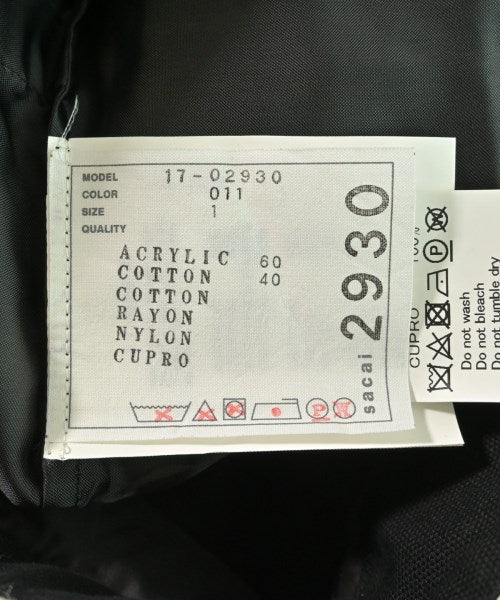 MODEL 17-02930
COLOR 011
SIZE 1
QUALITY
ACRYLIC 60
COTTON 40
COTTON
RAYON
NYLON
CUPRO
P
sacai 2930
CUPRO 100%
P
Do not wash
Do not bleach
Do not tumble dry